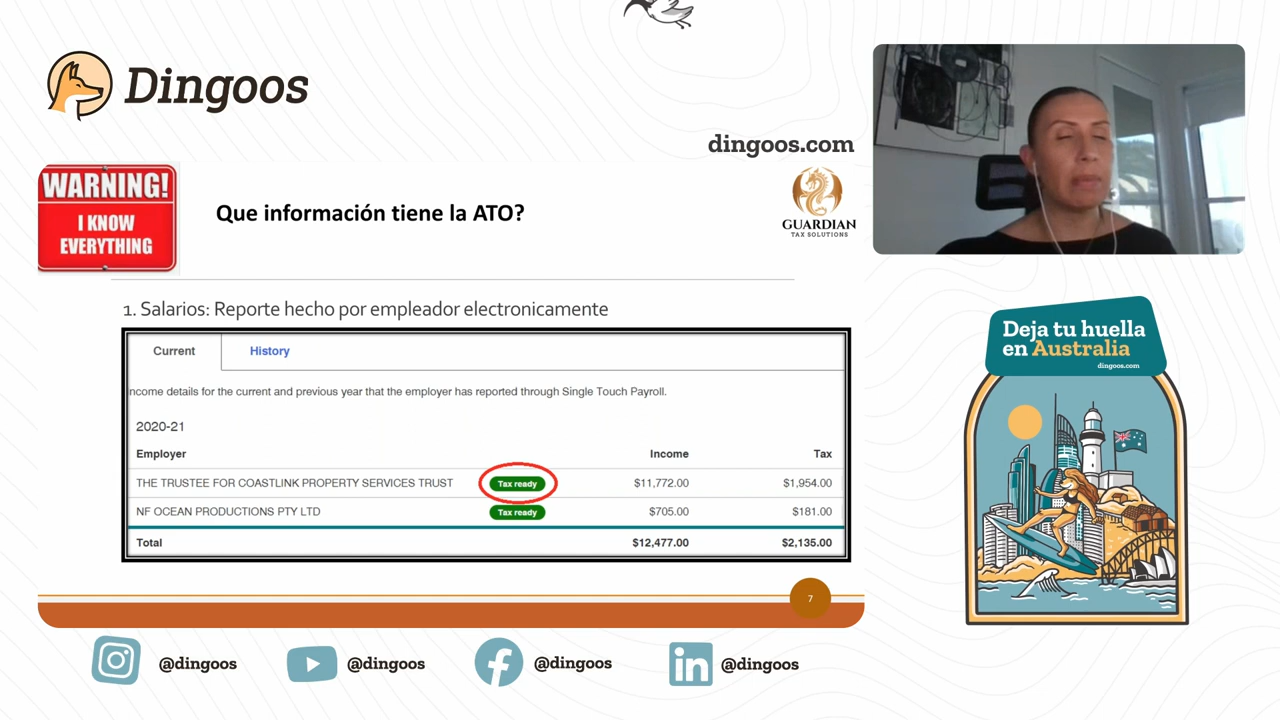 Dingoos
dingoos.com
WARNING!
I KNOW
EVERYTHING
Que información tiene la ATO?
GUARDIAN
TAX SOLUTIONS
1. Salarios: Reporte hecho por empleador electronicamente
Current History
ncome details for the current and previous year that the employer has reported through Single Touch Payroll.
2020-21
Employer Income Tax
THE TRUSTEE FOR COASTLINK PROPERTY SERVICES TRUST Tax ready $11,772.00 $1,954.00
NF OCEAN PRODUCTIONS PTY LTD Tax ready $705.00 $181.00
Total $12,477.00 $2,135.00
7
Deja tu huella
en Australia
dingoos.com
@dingoos @dingoos @dingoos @dingoos